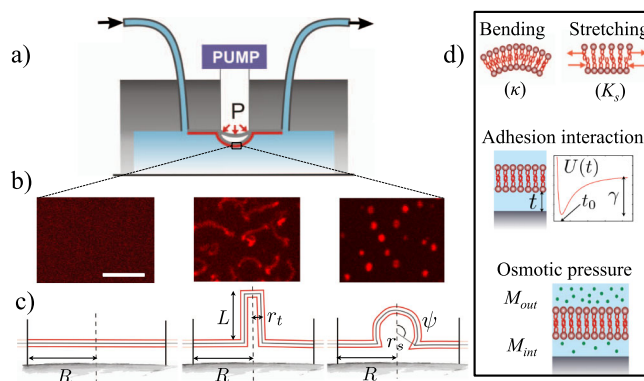 a)
PUMP
P
b)
c)
L
r_t
R
R
r_s
ψ
R
d)
Bending
(κ)
Stretching
(K_s)
Adhesion interaction
t
U(t)
t_0
γ
Osmotic pressure
M_out
M_int